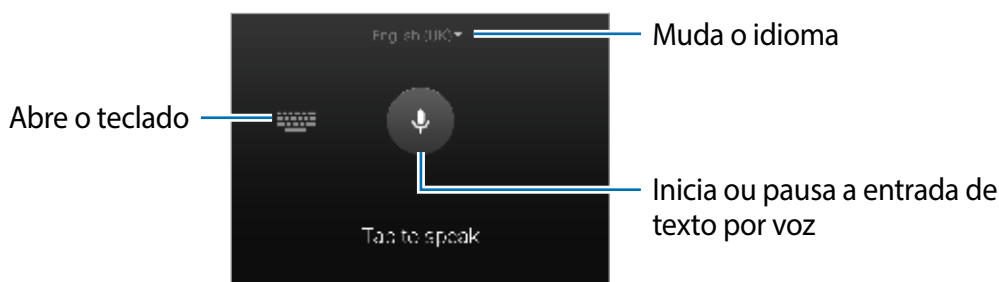 English (UK)
Muda o idioma
Abre o teclado
Inicia ou pausa a entrada de
texto por voz
Tap to speak